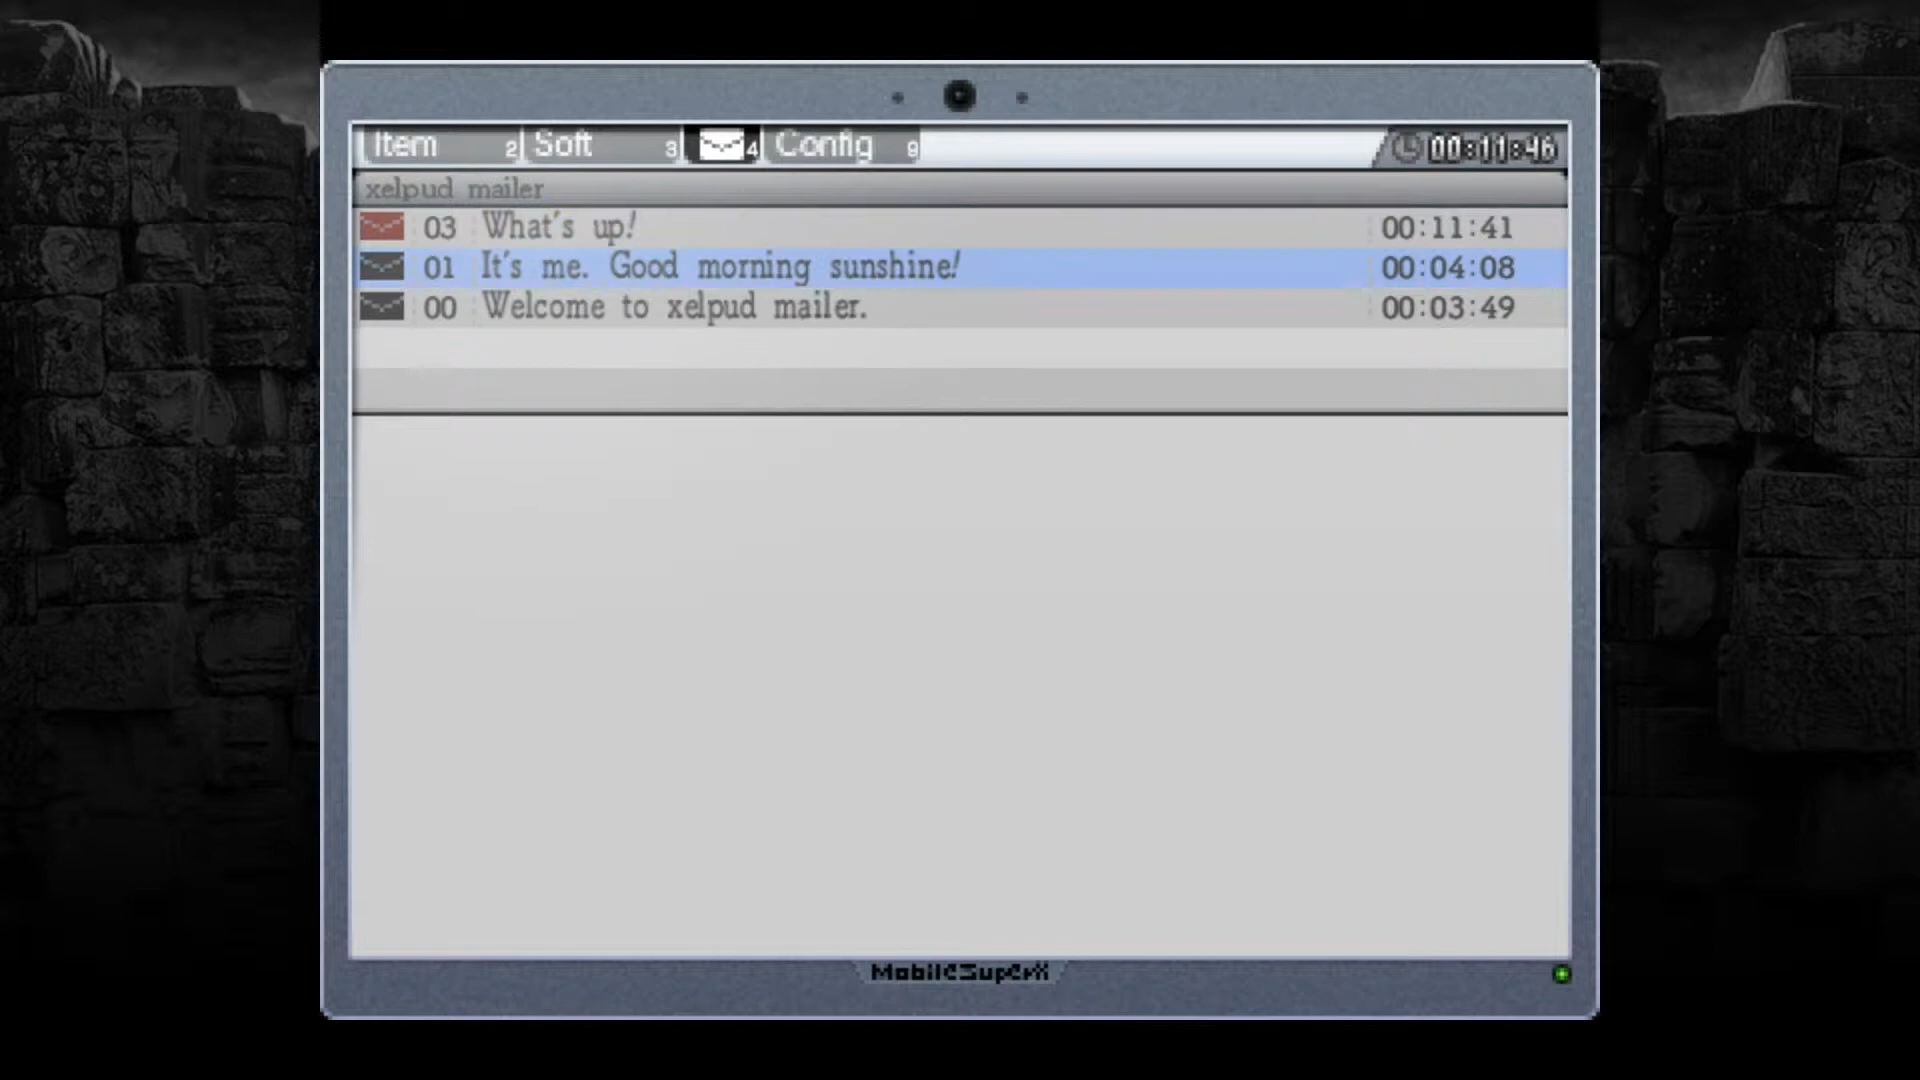 Item 2 Soft 3 4 Config 9 00:11:46
xelpud mailer
03 What's up! 00:11:41
01 It's me. Good morning sunshine! 00:04:08
00 Welcome to xelpud mailer. 00:03:49
MobileSuperX